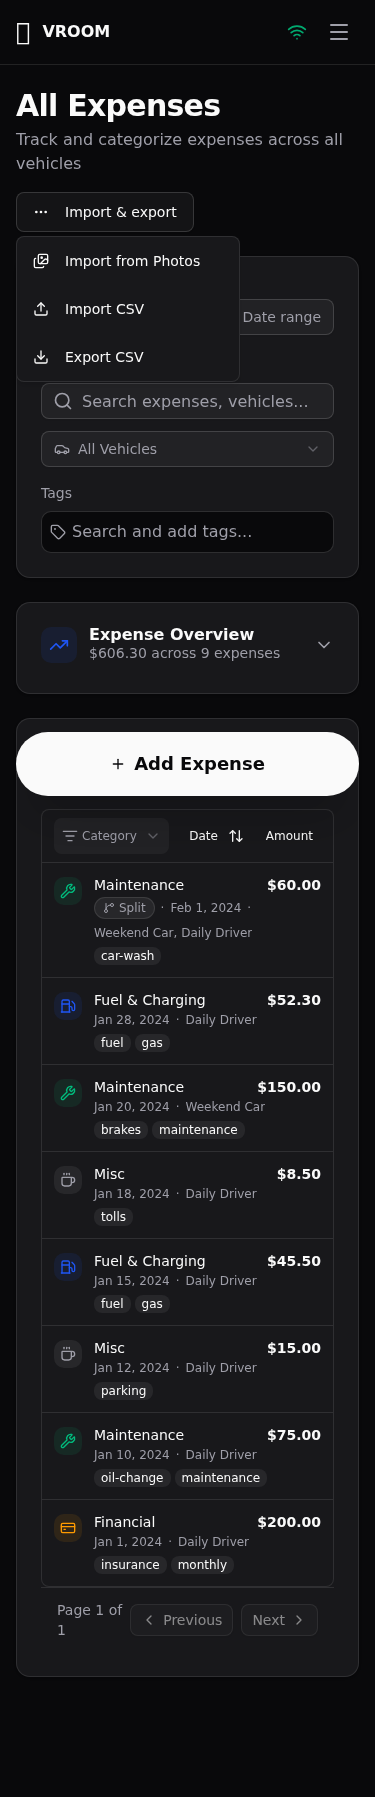 VROOM
All Expenses
Track and categorize expenses across all
vehicles
Import & export
Import from Photos
Import CSV
Export CSV
Date range
Search expenses, vehicles...
All Vehicles
Tags
Search and add tags...
Expense Overview
$606.30 across 9 expenses
Add Expense
Category Date Amount
Maintenance $60.00
Split · Feb 1, 2024 ·
Weekend Car, Daily Driver
car-wash
Fuel & Charging $52.30
Jan 28, 2024 · Daily Driver
fuel gas
Maintenance $150.00
Jan 20, 2024 · Weekend Car
brakes maintenance
Misc $8.50
Jan 18, 2024 · Daily Driver
tolls
Fuel & Charging $45.50
Jan 15, 2024 · Daily Driver
fuel gas
Misc $15.00
Jan 12, 2024 · Daily Driver
parking
Maintenance $75.00
Jan 10, 2024 · Daily Driver
oil-change maintenance
Financial $200.00
Jan 1, 2024 · Daily Driver
insurance monthly
Page 1 of
1
Previous Next